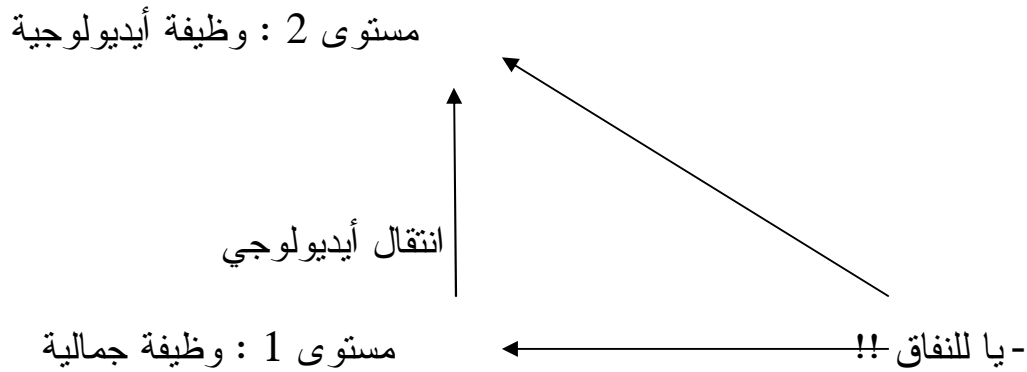 مستوى 2 : وظيفة أيديولوجية
انتقال أيديولوجي
- يا للنفاق !!
مستوى 1 : وظيفة جمالية